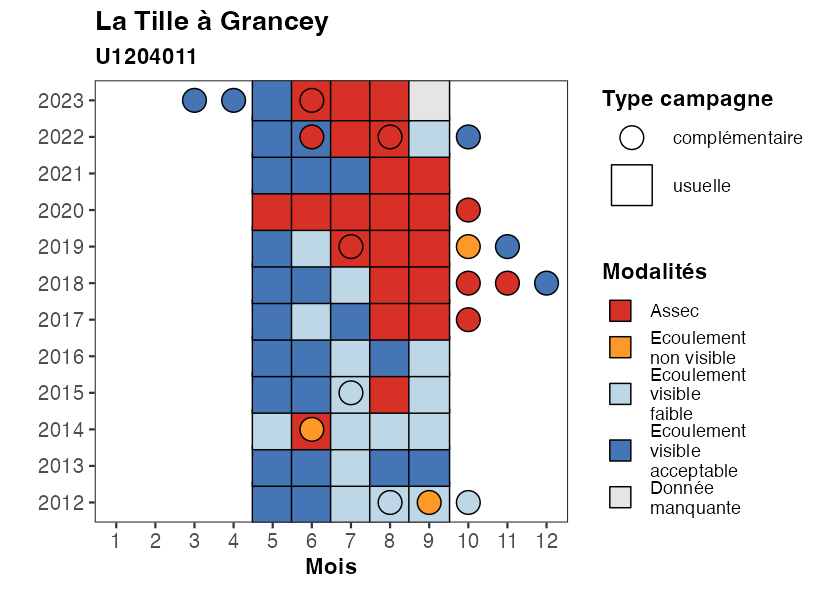 La Tille à Grancey
U1204011
2023
2022
2021
2020
2019
2018
2017
2016
2015
2014
2013
2012
1 2 3 4 5 6 7 8 9 10 11 12
Mois
Type campagne
complémentaire
usuelle
Modalités
Assec
Ecoulement
non visible
Ecoulement
visible
faible
Ecoulement
visible
acceptable
Donnée
manquante